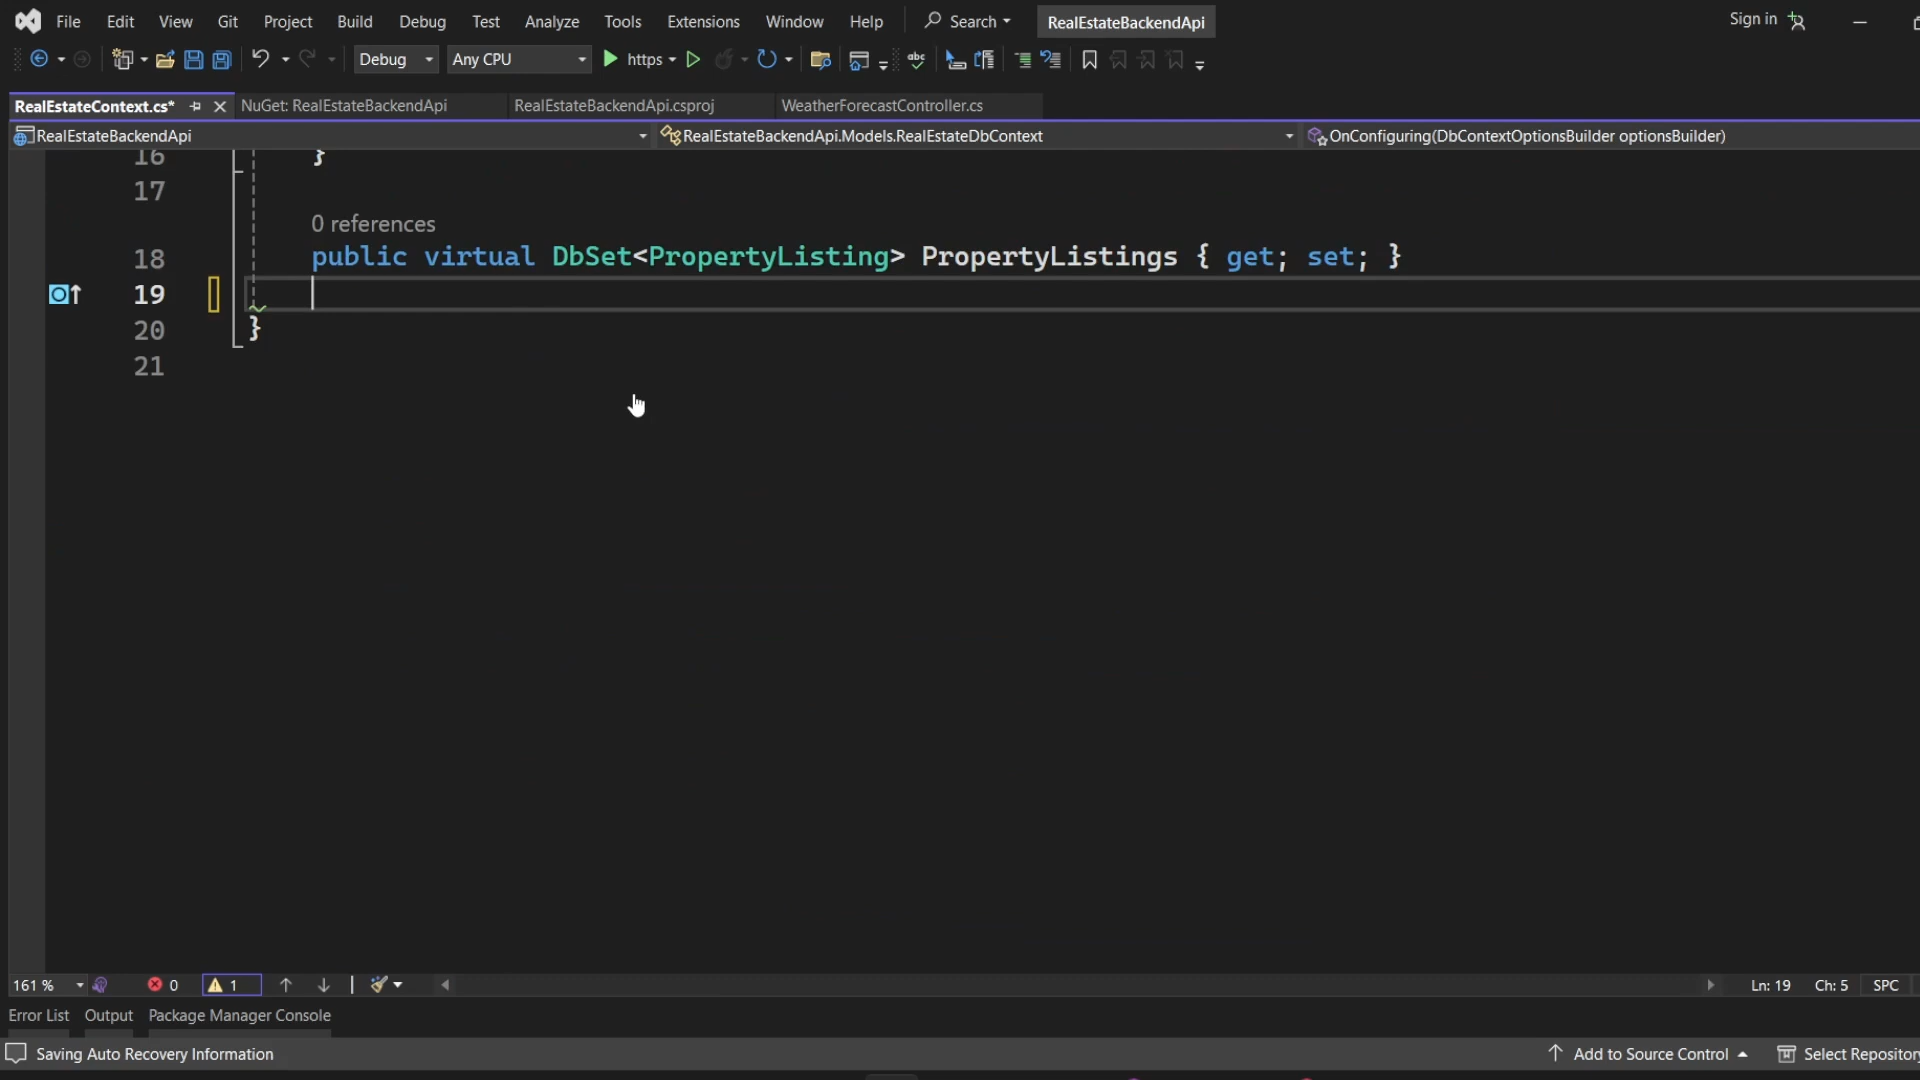 File Edit View Git Project Build Debug Test Analyze Tools Extensions Window Help Search RealEstateBackendApi Sign in
Debug Any CPU https
RealEstateContext.cs* NuGet: RealEstateBackendApi RealEstateBackendApi.csproj WeatherForecastController.cs
RealEstateBackendApi RealEstateBackendApi.Models.RealEstateDbContext OnConfiguring(DbContextOptionsBuilder optionsBuilder)
16 }
17
0 references
18 public virtual DbSet<PropertyListing> PropertyListings { get; set; }
19
20 }
21
161 % 0 1 Ln: 19 Ch: 5 SPC
Error List Output Package Manager Console
Saving Auto Recovery Information Add to Source Control Select Repository